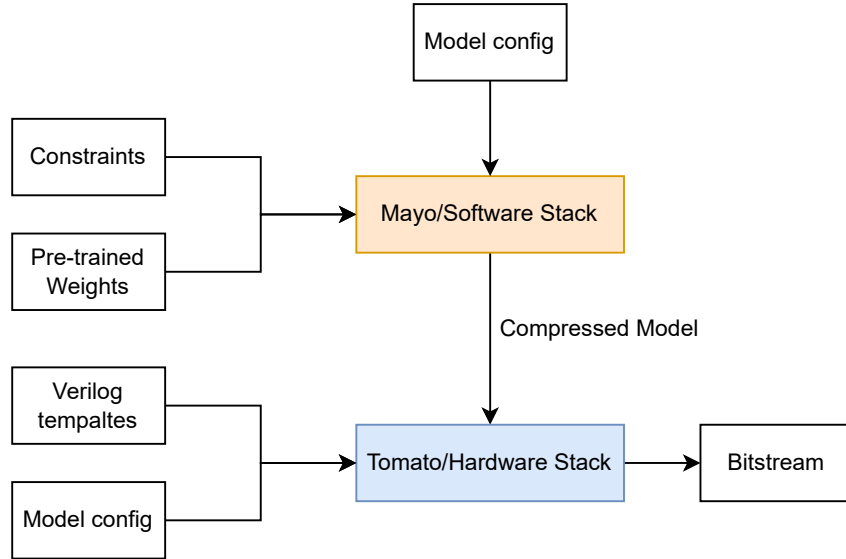 Model config
Constraints
Mayo/Software Stack
Pre-trained
Weights
Compressed Model
Verilog
tempaltes
Tomato/Hardware Stack
Bitstream
Model config